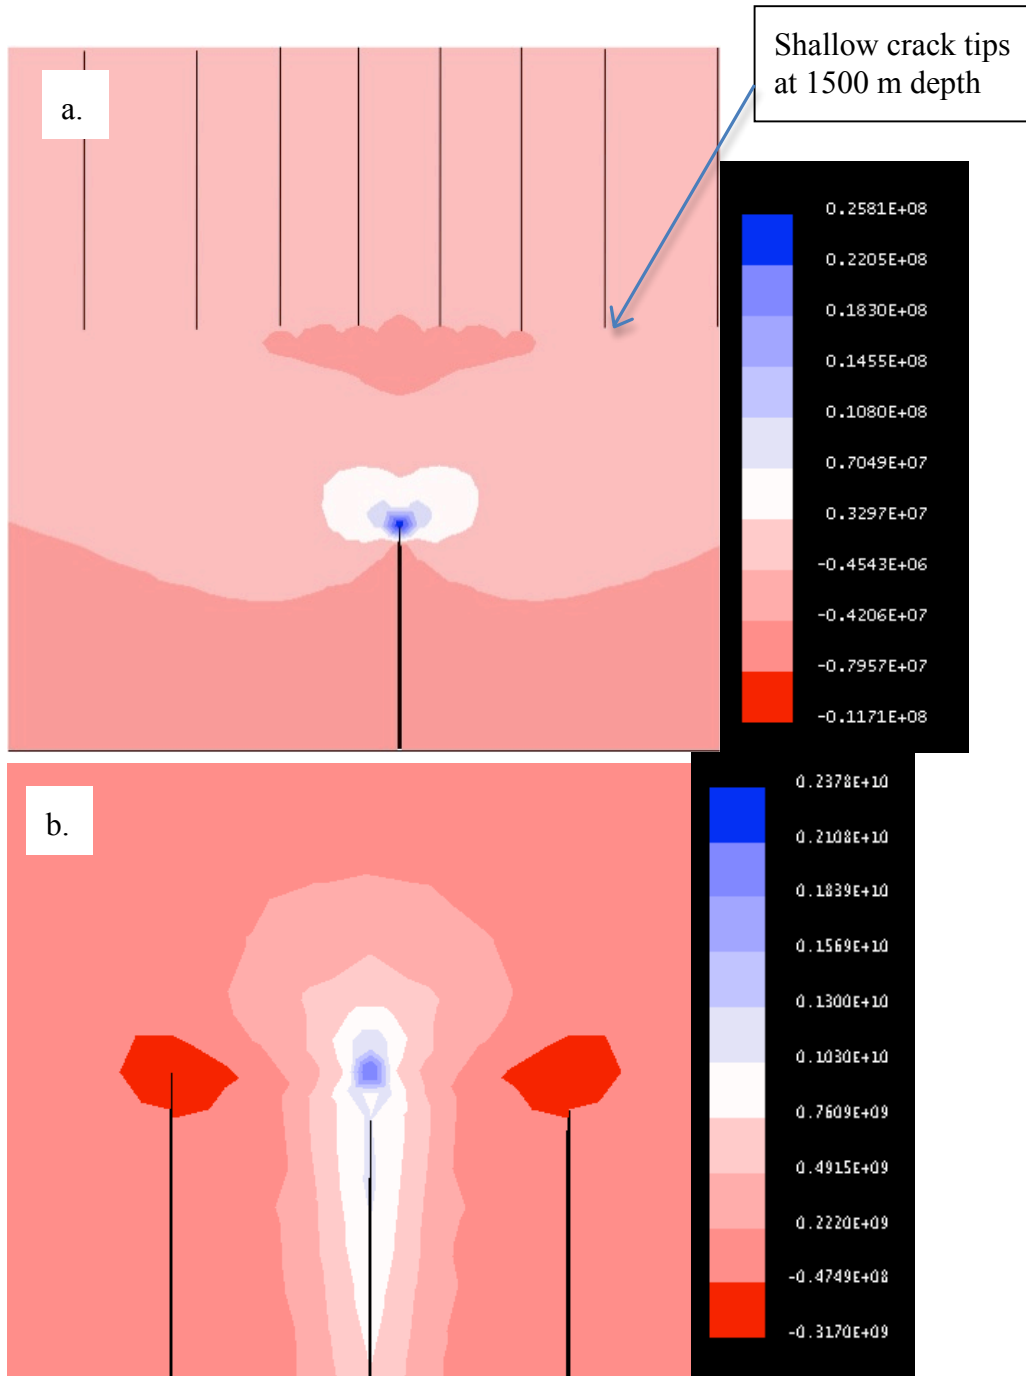 Shallow crack tips
at 1500 m depth
a.
0.2581E+08
0.2205E+08
0.1830E+08
0.1455E+08
0.1080E+08
0.7049E+07
0.3297E+07
-0.4543E+06
-0.4206E+07
-0.7957E+07
-0.1171E+08
b.
0.2378E+10
0.2108E+10
0.1839E+10
0.1569E+10
0.1300E+10
0.1030E+10
0.7609E+09
0.4915E+09
0.2220E+09
-0.4749E+08
-0.3170E+09